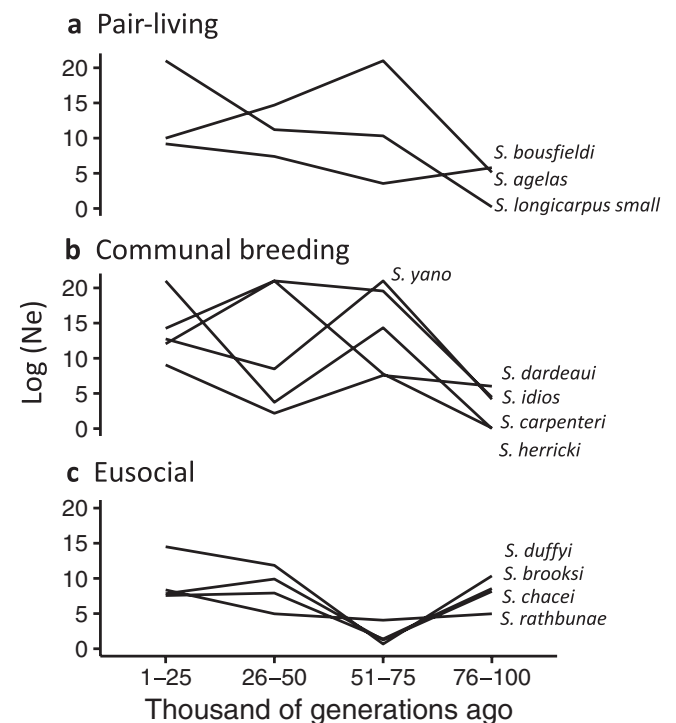 a Pair-living
20
15
10
5
0
S. bousfieldi
S. agelas
S. longicarpus small
b Communal breeding
20
15
10
5
0
S. yano
S. dardeaui
S. idios
S. carpenteri
S. herricki
Log (Ne)
c Eusocial
20
15
10
5
0
S. duffyi
S. brooksi
S. chacei
S. rathbunae
1–25 26–50 51–75 76–100
Thousand of generations ago